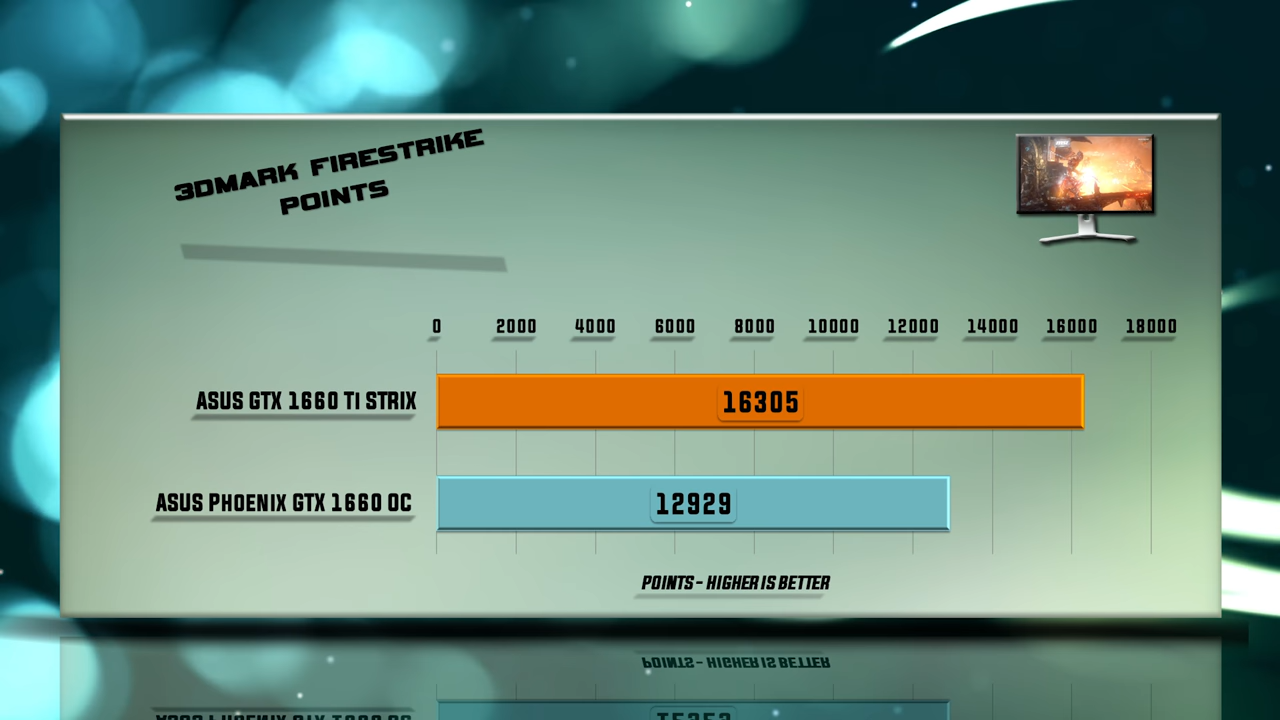 3DMARK FIRESTRIKE
POINTS
0 2000 4000 6000 8000 10000 12000 14000 16000 18000
ASUS GTX 1660 TI STRIX 16305
ASUS PHOENIX GTX 1660 OC 12929
POINTS - HIGHER IS BETTER